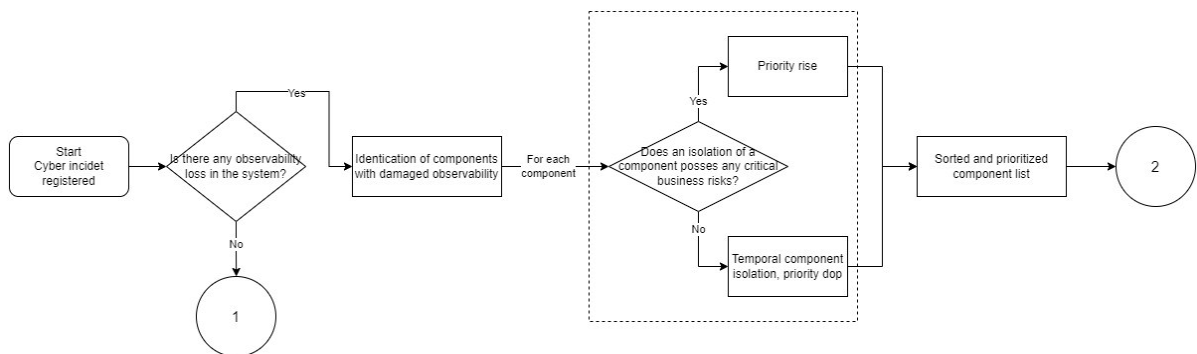 Start
Cyber incidet
registered
Is there any observability
loss in the system?
Yes
No
1
Identication of components
with damaged observability
For each
component
Does an isolation of a
component posses any critical
business risks?
Yes
Priority rise
No
Temporal component
isolation, priority dop
Sorted and prioritized
component list
2